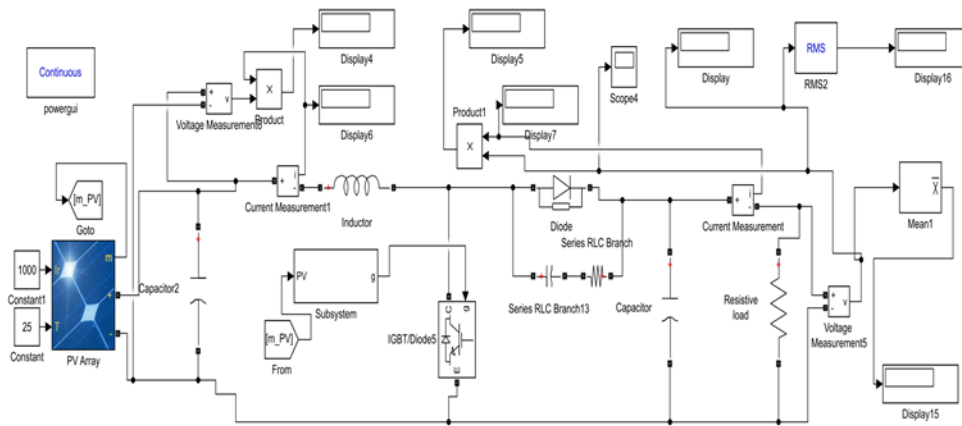 Continuous
powergui
Display4
Display5
Display
RMS
RMS2
Display16
Scope4
+
-
v
Voltage Measurement6
X
Product
Display6
Product1
X
Display7
[m_PV]
Goto
+
i
-
Current Measurement1
Inductor
Diode
Series RLC Branch
+
i
-
Current Measurement
X
Mean1
1000
Constant1
Ir
m
+
-
T
25
Constant
PV Array
Capacitor2
PV
g
Subsystem
[m_PV]
From
g
C
E
IGBT/Diode5
Series RLC Branch13
Capacitor
Resistive
load
+
-
v
Voltage
Measurement5
Display15